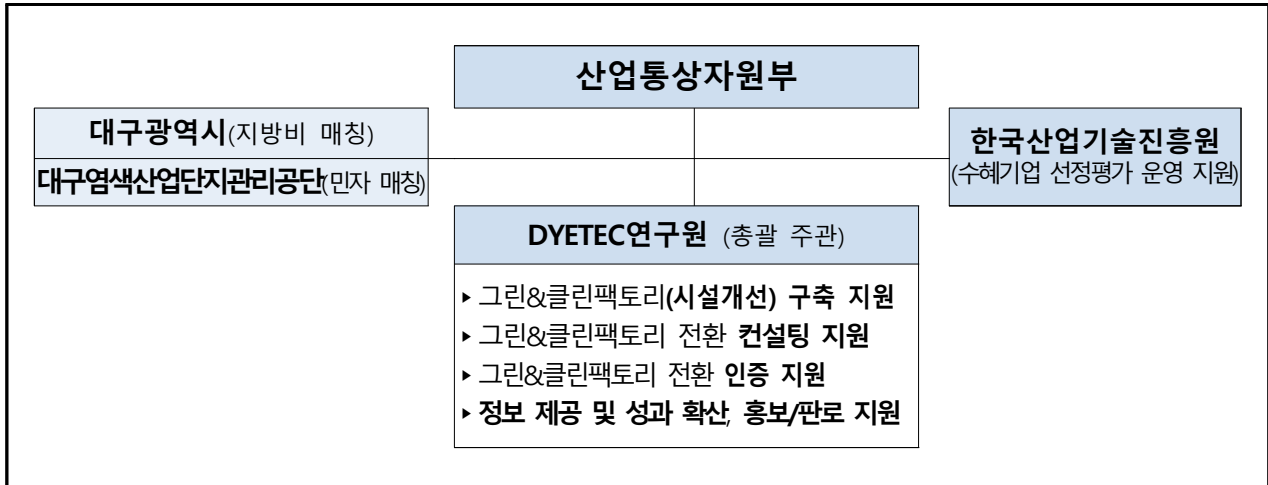 산업통상자원부
대구광역시(지방비 매칭)
대구염색산업단지관리공단(민자 매칭)
한국산업기술진흥원
(수혜기업 선정평가 운영 지원)
DYETEC연구원 (총괄 주관)
▸ 그린&클린팩토리(시설개선) 구축 지원
▸ 그린&클린팩토리 전환 컨설팅 지원
▸ 그린&클린팩토리 전환 인증 지원
▸ 정보 제공 및 성과 확산, 홍보/판로 지원